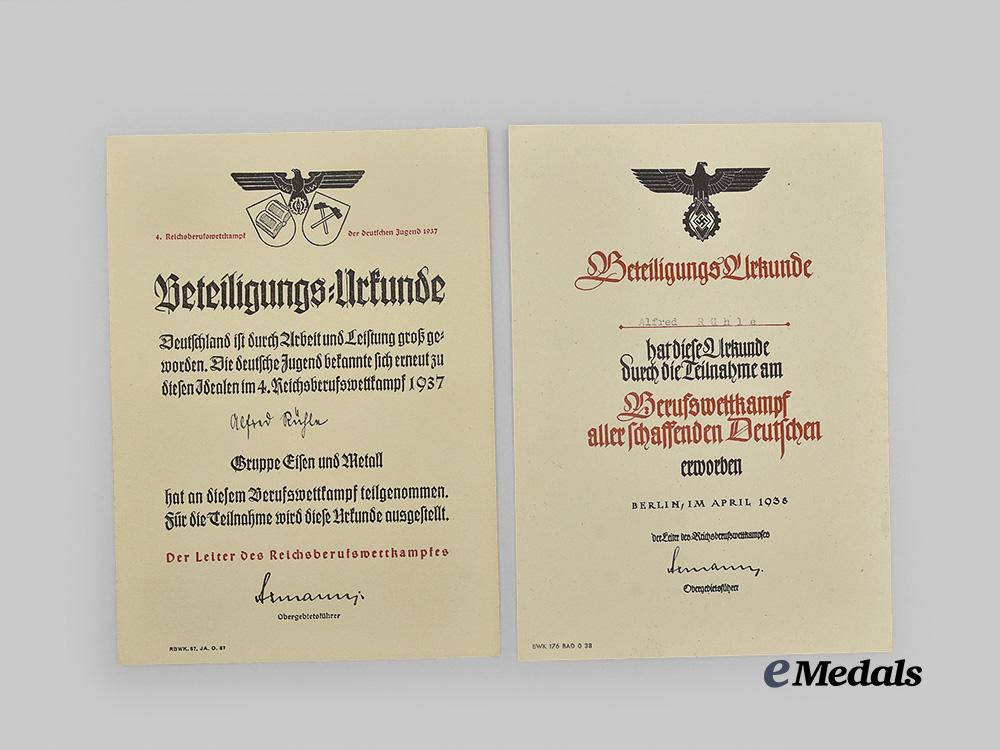 4. Reichsberufswettkampf der deutschen Jugend 1937
Beteiligungs-Urkunde
Deutschland ist durch Arbeit und Leistung groß ge-
worden. Die deutsche Jugend bekannte sich erneut zu
diesen Idealen im 4. Reichsberufswettkampf 1937
Alfred Rühle
Gruppe Eisen und Metall
hat an diesem Berufswettkampf teilgenommen.
Für die Teilnahme wird diese Urkunde ausgestellt.
Der Leiter des Reichsberufswettkampfes
Obergebietsführer
RBWK. 57. JA. O. 57
Beteiligungs Urkunde
Alfred Rühle
hat diese Urkunde
durch die Teilnahme am
Berufswettkampf
aller schaffenden Deutschen
erworben
BERLIN, IM APRIL 1938
der Leiter des Reichsberufswettkampfes
Obergebietsführer
BWK 176 BAD 0 38
eMedals